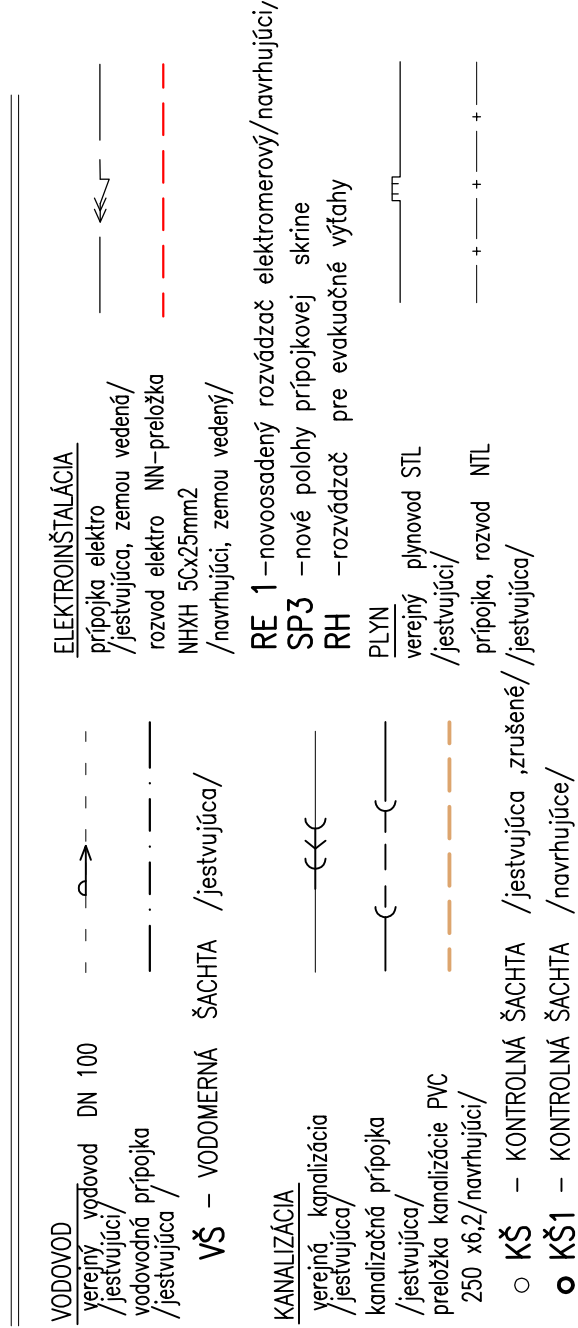 VODOVOD
verejný vodovod DN 100
/jestvujúci/
vodovodná prípojka
/jestvujúca /
VŠ - VODOMERNÁ ŠACHTA /jestvujúca/
KANALIZÁCIA
verejná kanalizácia
/jestvujúca/
kanalizačná prípojka
/jestvujúca/
preložka kanalizácie PVC
250 x6,2/navrhujúci/
KŠ - KONTROLNÁ ŠACHTA /jestvujúca ,zrušené/
KŠ1 - KONTROLNÁ ŠACHTA /navrhujúce/
ELEKTROINŠTALÁCIA
prípojka elektro
/jestvujúca, zemou vedená/
rozvod elektro NN-preložka
NHXH 5Cx25mm2
/navrhujúci, zemou vedený/
RE 1 -novoosadený rozvádzač elektromerový/navrhujúci/
SP3 -nové polohy prípojkovej skrine
RH -rozvádzač pre evakuačné výťahy
PLYN
verejný plynovod STL
/jestvujúci/
prípojka, rozvod NTL
/jestvujúca/